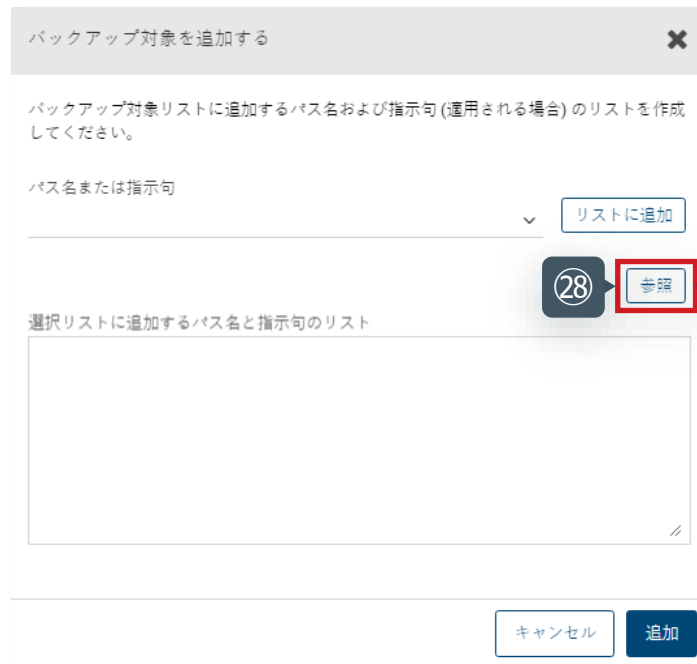 バックアップ対象を追加する
バックアップ対象リストに追加するパス名および指示句 (適用される場合) のリストを作成
してください。
パス名または指示句
リストに追加
㉘
参照
選択リストに追加するパス名と指示句のリスト
キャンセル
追加